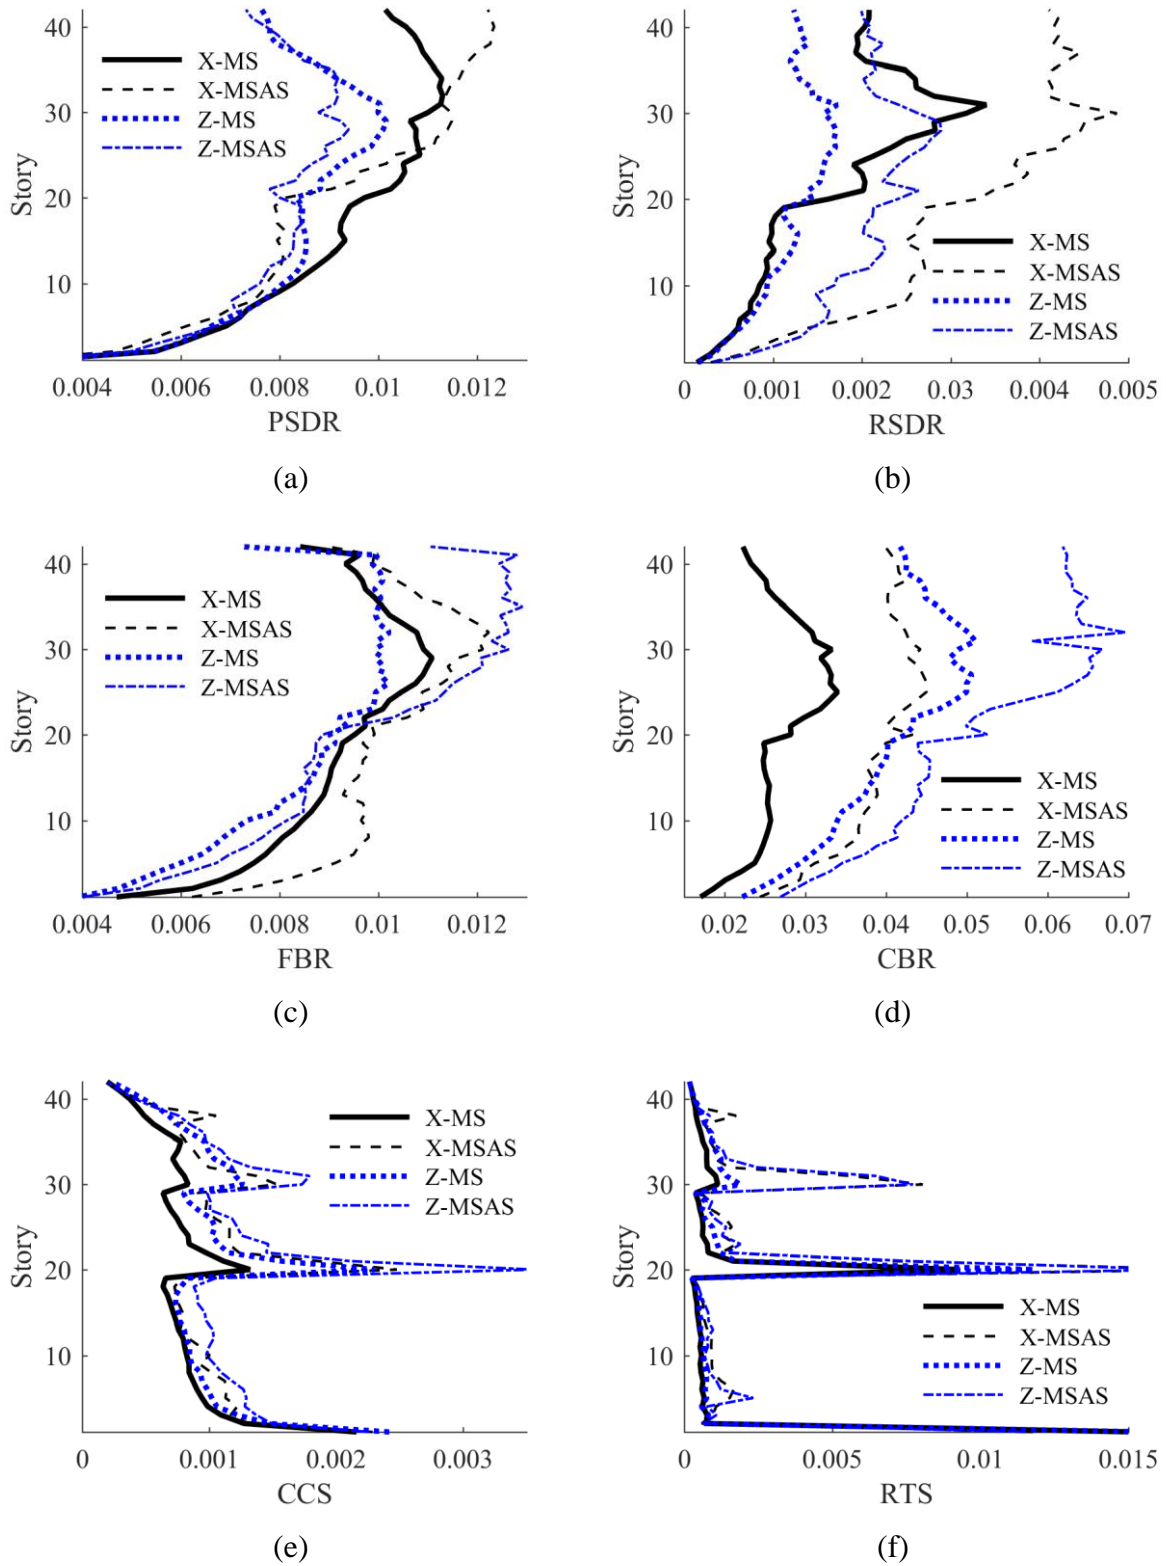 40
30
20
10
Story
X-MS
X-MSAS
Z-MS
Z-MSAS
0.004
0.006
0.008
0.01
0.012
PSDR
(a)
40
30
20
10
Story
X-MS
X-MSAS
Z-MS
Z-MSAS
0
0.001
0.002
0.003
0.004
0.005
RSDR
(b)
40
30
20
10
Story
X-MS
X-MSAS
Z-MS
Z-MSAS
0.004
0.006
0.008
0.01
0.012
FBR
(c)
40
30
20
10
Story
X-MS
X-MSAS
Z-MS
Z-MSAS
0.02
0.03
0.04
0.05
0.06
0.07
CBR
(d)
40
30
20
10
Story
X-MS
X-MSAS
Z-MS
Z-MSAS
0
0.001
0.002
0.003
CCS
(e)
40
30
20
10
Story
X-MS
X-MSAS
Z-MS
Z-MSAS
0
0.005
0.01
0.015
RTS
(f)